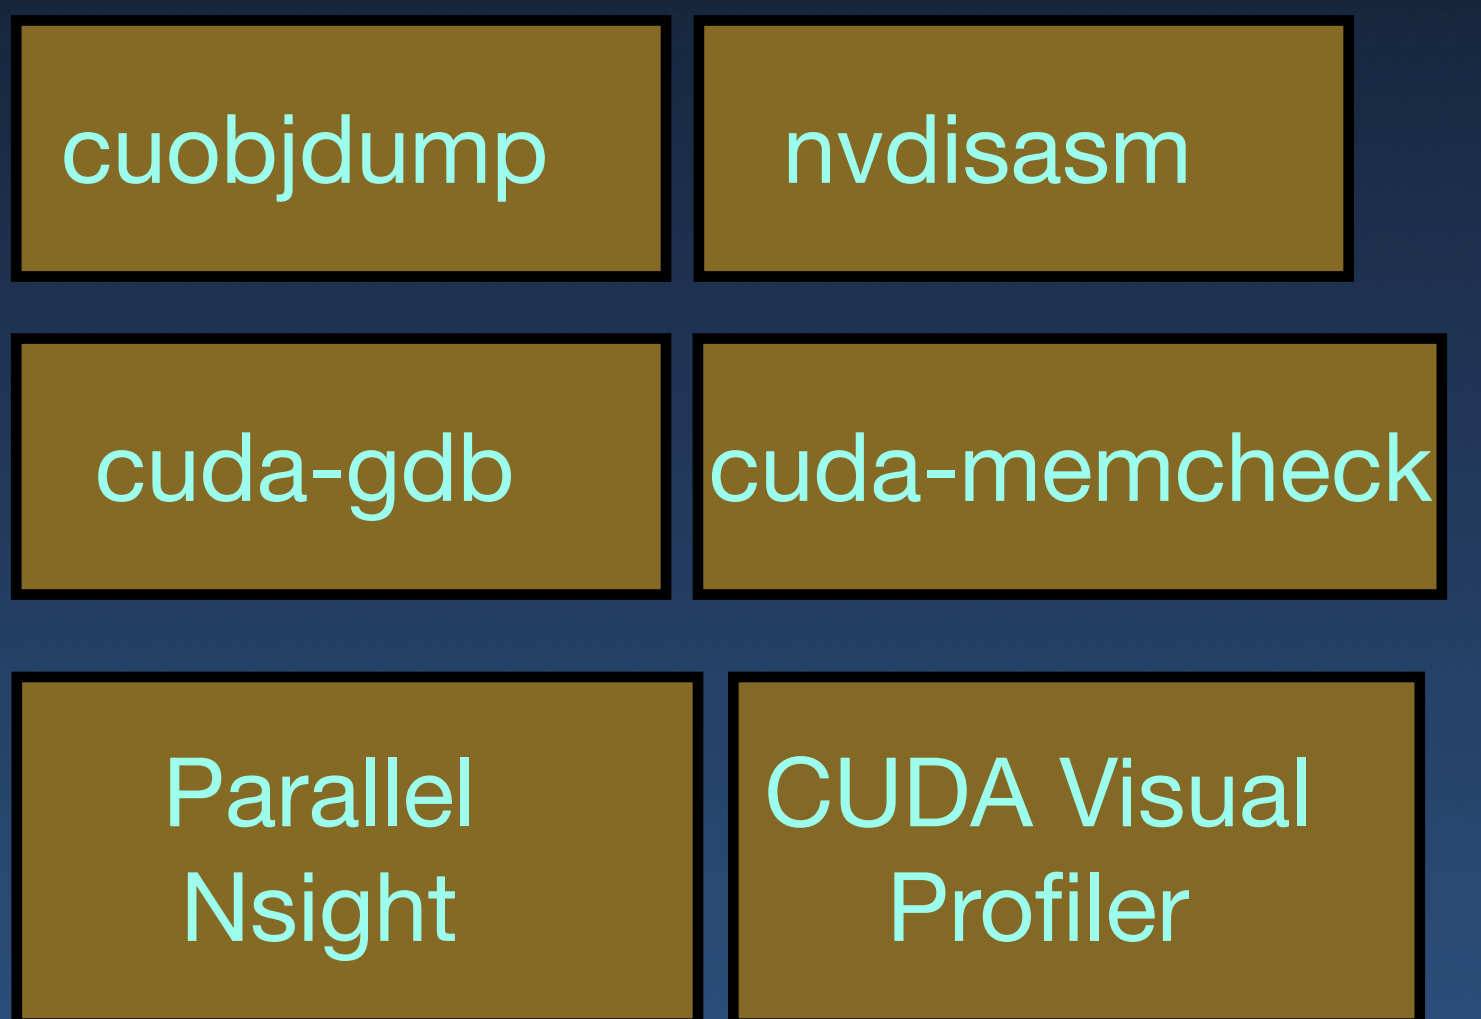 cuobjdump
nvdisasm
cuda-gdb
cuda-memcheck
Parallel
Nsight
CUDA Visual
Profiler